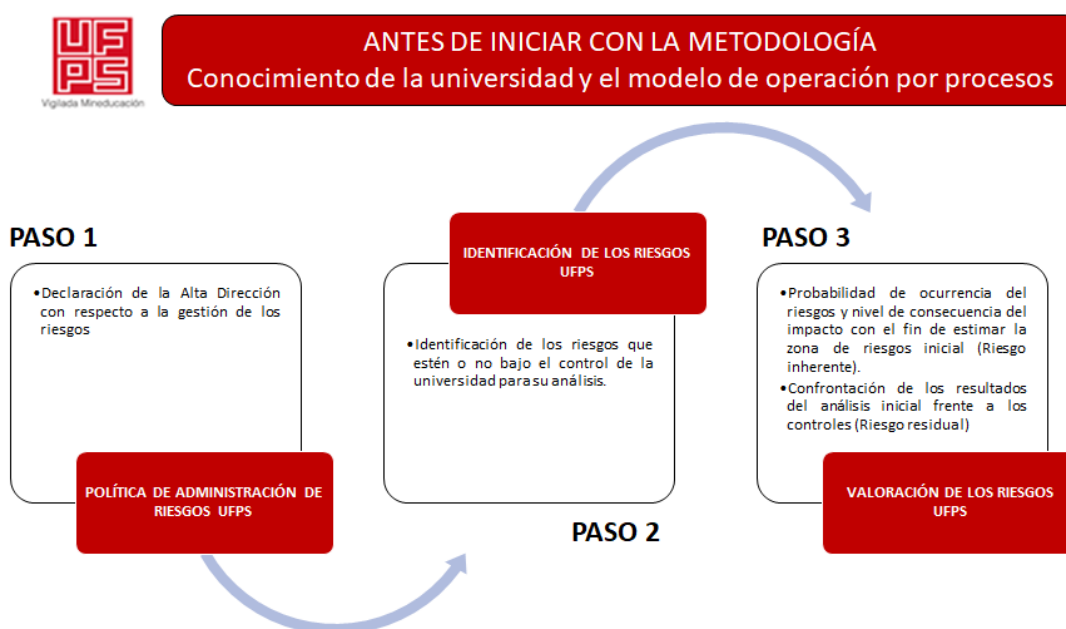 UF
PS
Vigilada Mineducación
ANTES DE INICIAR CON LA METODOLOGÍA
Conocimiento de la universidad y el modelo de operación por procesos
PASO 1
•Declaración de la Alta Dirección
con respecto a la gestión de los
riesgos
POLÍTICA DE ADMINISTRACIÓN DE
RIESGOS UFPS
IDENTIFICACIÓN DE LOS RIESGOS
UFPS
•Identificación de los riesgos que
estén o no bajo el control de la
universidad para su análisis.
PASO 2
PASO 3
•Probabilidad de ocurrencia del
riesgos y nivel de consecuencia del
impacto con el fin de estimar la
zona de riesgos inicial (Riesgo
inherente).
•Confrontación de los resultados
del análisis inicial frente a los
controles (Riesgo residual)
VALORACIÓN DE LOS RIESGOS
UFPS